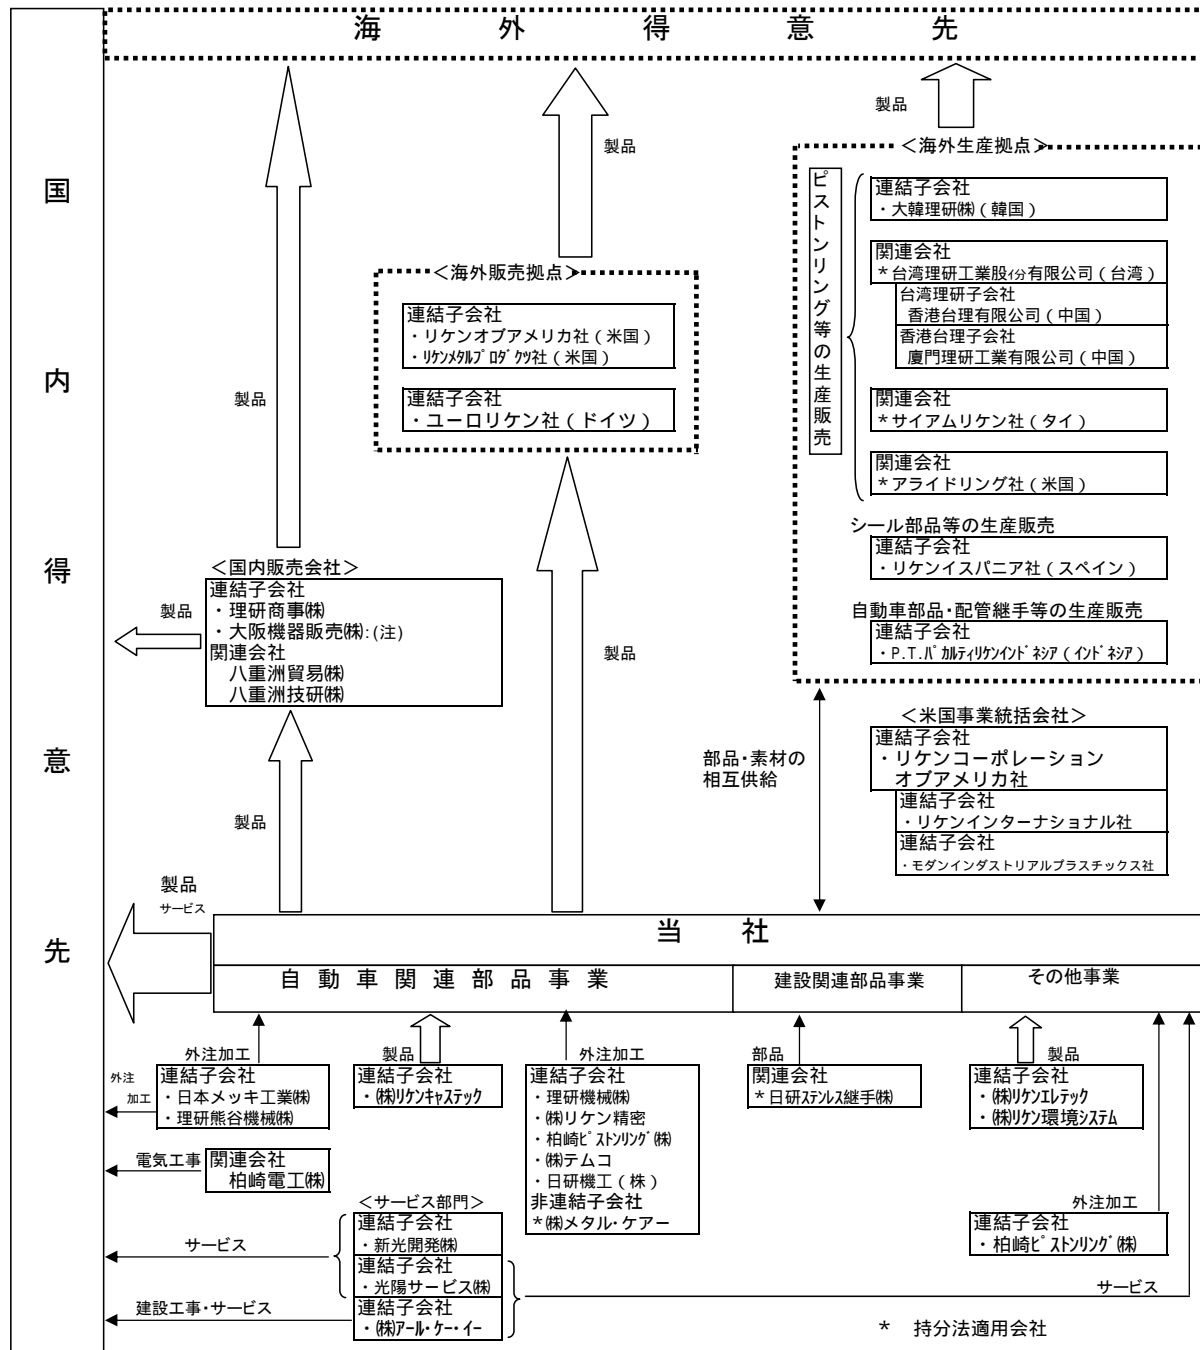 海外得意先
国内得意先
製品
製品
製品
＜海外生産拠点＞
ピストンリング等の生産販売
連結子会社
・大韓理研㈱（韓国）
関連会社
＊台湾理研工業股份有限公司（台湾）
台湾理研子会社
香港台理有限公司（中国）
香港台理子会社
廈門理研工業有限公司（中国）
関連会社
＊サイアムリケン社（タイ）
関連会社
＊アライドリング社（米国）
シール部品等の生産販売
連結子会社
・リケンイスパニア社（スペイン）
自動車部品・配管継手等の生産販売
連結子会社
・P.T.ﾊﾟｶﾙﾃｨﾘｹﾝｲﾝﾄﾞﾈｼｱ（ｲﾝﾄﾞﾈｼｱ）
＜海外販売拠点＞
連結子会社
・リケンオブアメリカ社（米国）
・ﾘｹﾝﾒﾀﾙﾌﾟﾛﾀﾞｸﾂ社（米国）
連結子会社
・ユーロリケン社（ドイツ）
製品
＜国内販売会社＞
連結子会社
・理研商事㈱
・大阪機器販売㈱：(注)
関連会社
八重洲貿易㈱
八重洲技研㈱
製品
製品
部品・素材の
相互供給
＜米国事業統括会社＞
連結子会社
・リケンコーポレーション
オブアメリカ社
連結子会社
・リケンインターナショナル社
連結子会社
・モダンインダストリアルプラスチックス社
製品
サービス
当社
自動車関連部品事業
建設関連部品事業
その他事業
外注加工
連結子会社
・日本メッキ工業㈱
・理研熊谷機械㈱
外注
加工
製品
連結子会社
・㈱ﾘｹﾝｷｬｽﾃｯｸ
外注加工
連結子会社
・理研機械㈱
・㈱リケン精密
・柏崎ﾋﾟｽﾄﾝﾘﾝｸﾞ㈱
・㈱テムコ
・日研機工（株）
非連結子会社
＊㈱メタル・ケアー
部品
関連会社
＊日研ｽﾃﾝﾚｽ継手㈱
製品
連結子会社
・㈱ﾘｹﾝｴﾚﾃｯｸ
・㈱ﾘｹﾝ環境ｼｽﾃﾑ
電気工事
関連会社
柏崎電工㈱
＜サービス部門＞
連結子会社
・新光開発㈱
連結子会社
・光陽サービス㈱
連結子会社
・㈱ｱｰﾙ･ｹｰ･ｲｰ
サービス
建設工事・サービス
外注加工
連結子会社
・柏崎ﾋﾟｽﾄﾝﾘﾝｸﾞ㈱
サービス
＊　持分法適用会社